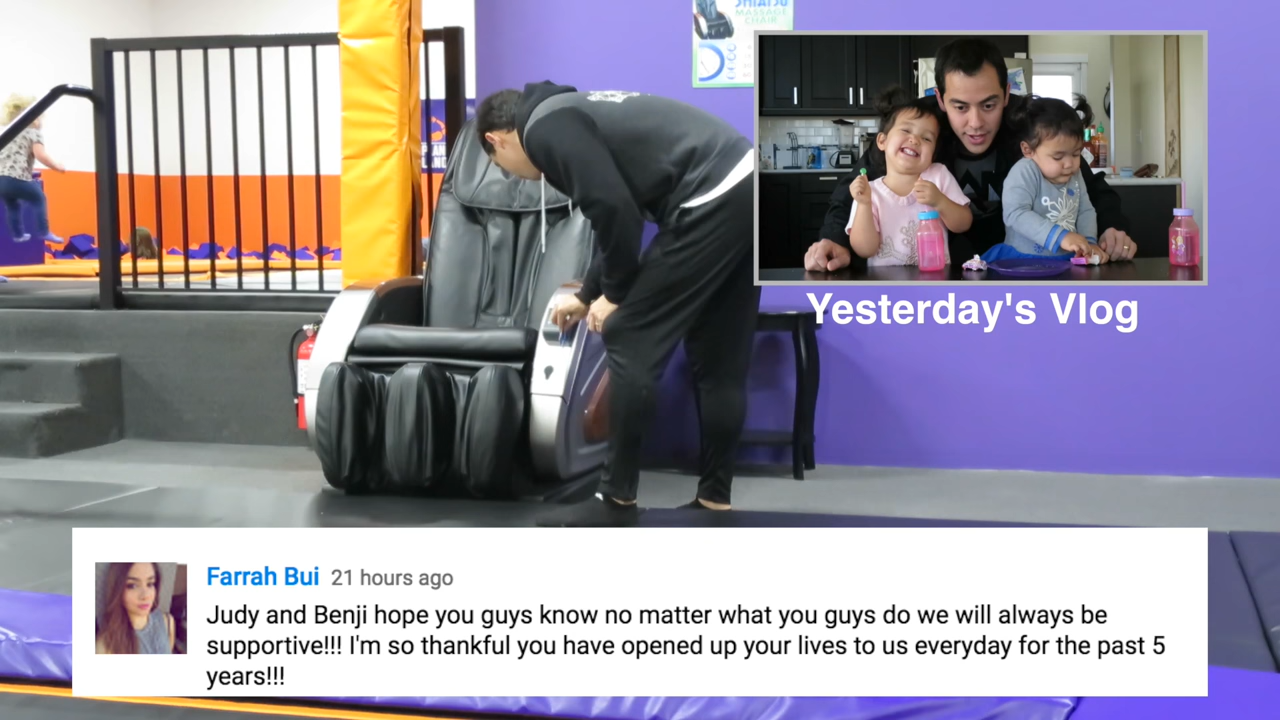 SHIATSU
MASSAGE
CHAIR
Yesterday's Vlog
Farrah Bui 21 hours ago
Judy and Benji hope you guys know no matter what you guys do we will always be
supportive!!! I'm so thankful you have opened up your lives to us everyday for the past 5
years!!!